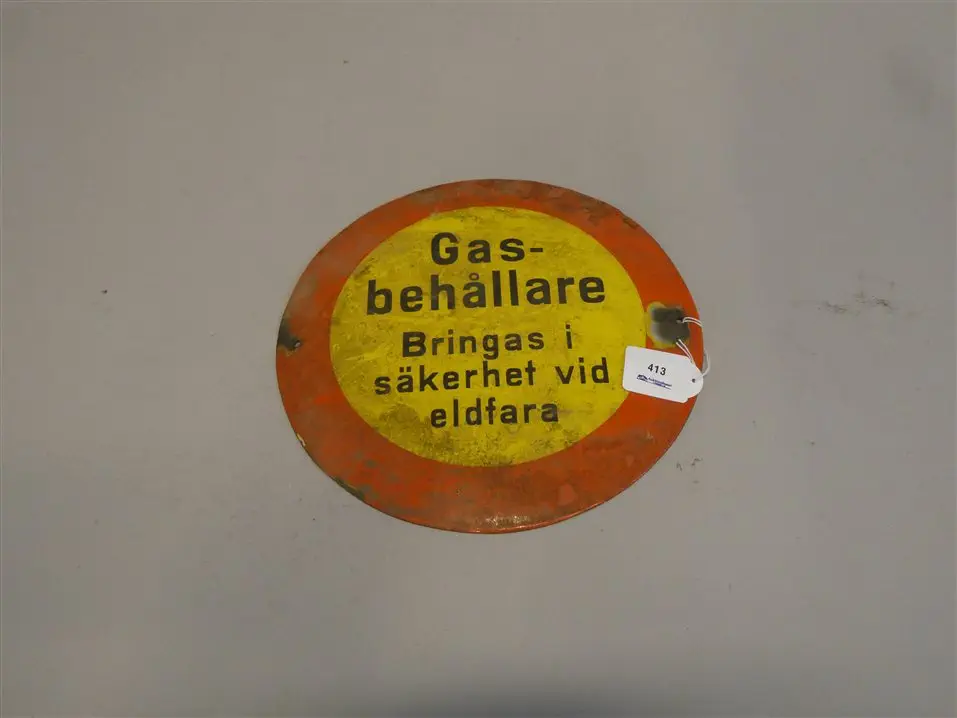 Gas-
behållare
Bringas i
säkerhet vid
eldfara
413